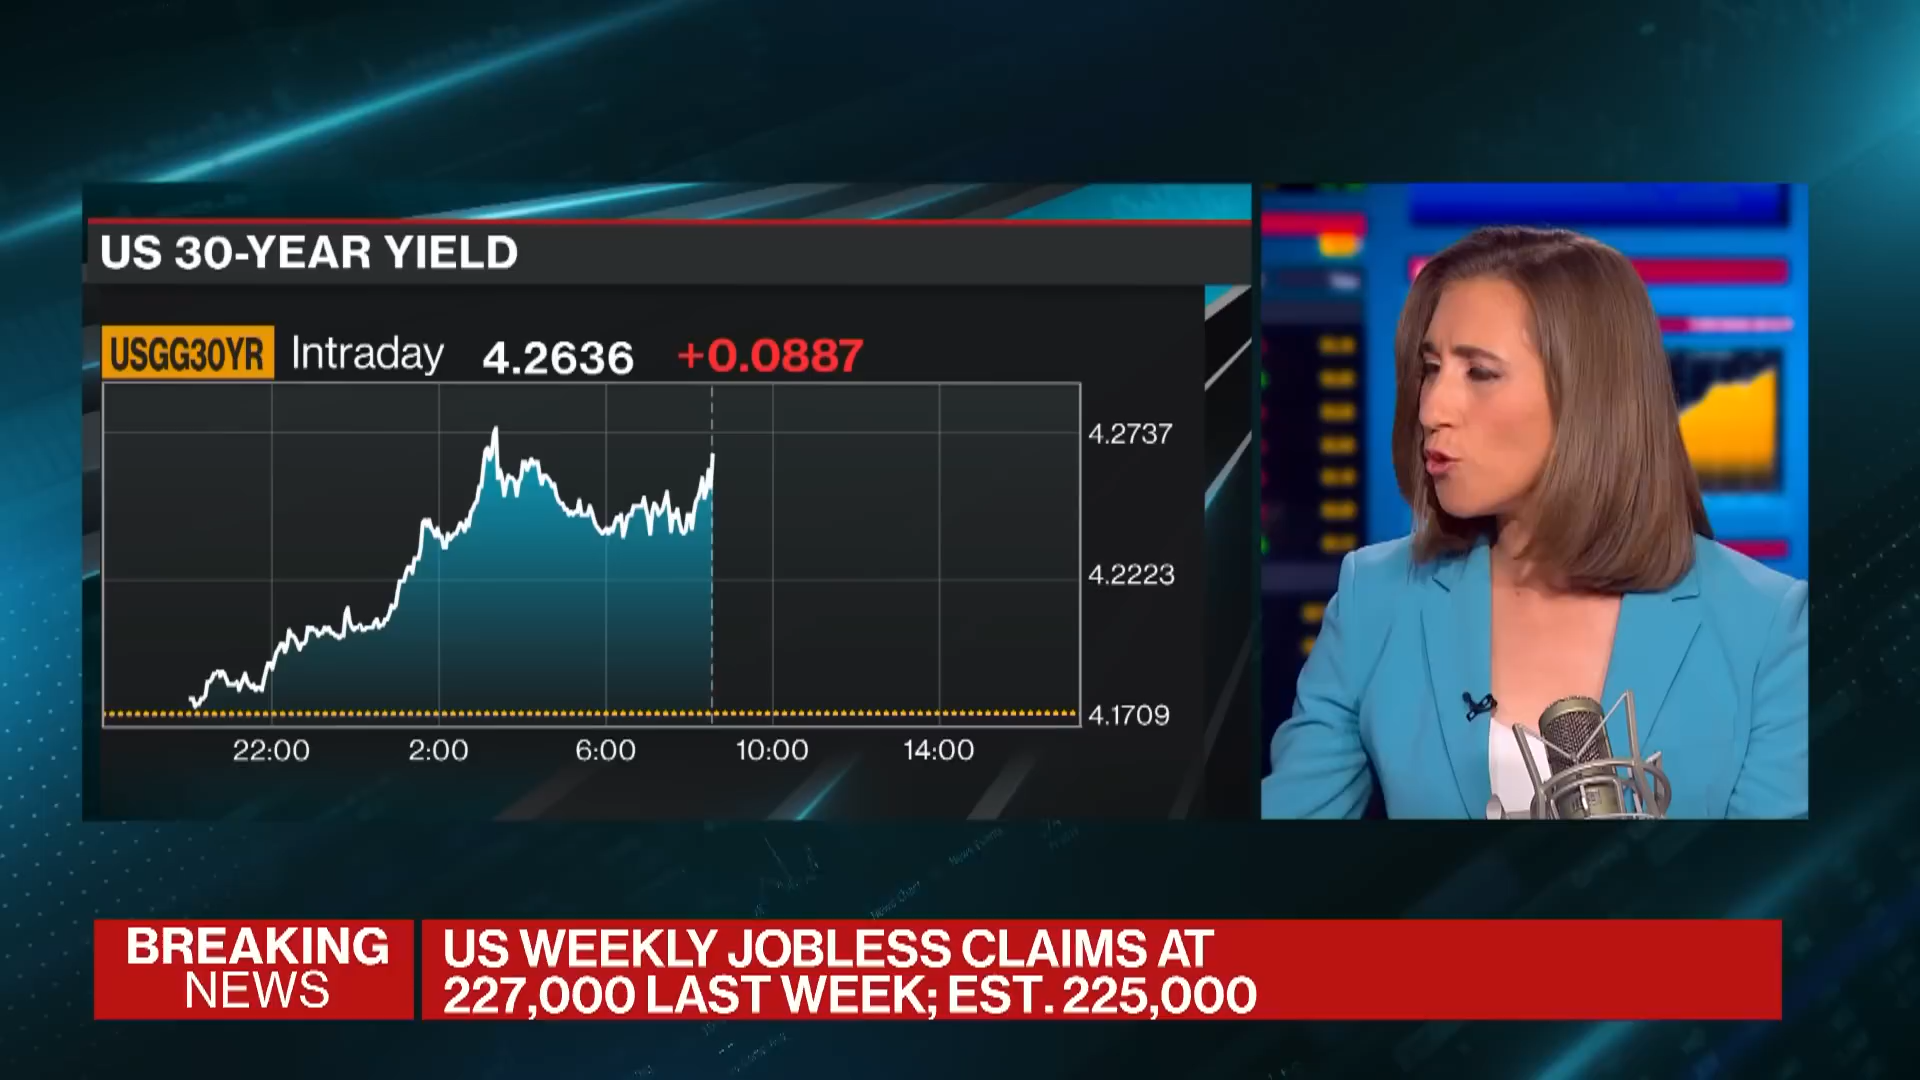 US 30-YEAR YIELD
USGG30YR Intraday 4.2636 +0.0887
4.2737
4.2223
4.1709
22:00 2:00 6:00 10:00 14:00
BREAKING
NEWS
US WEEKLY JOBLESS CLAIMS AT
227,000 LAST WEEK; EST. 225,000